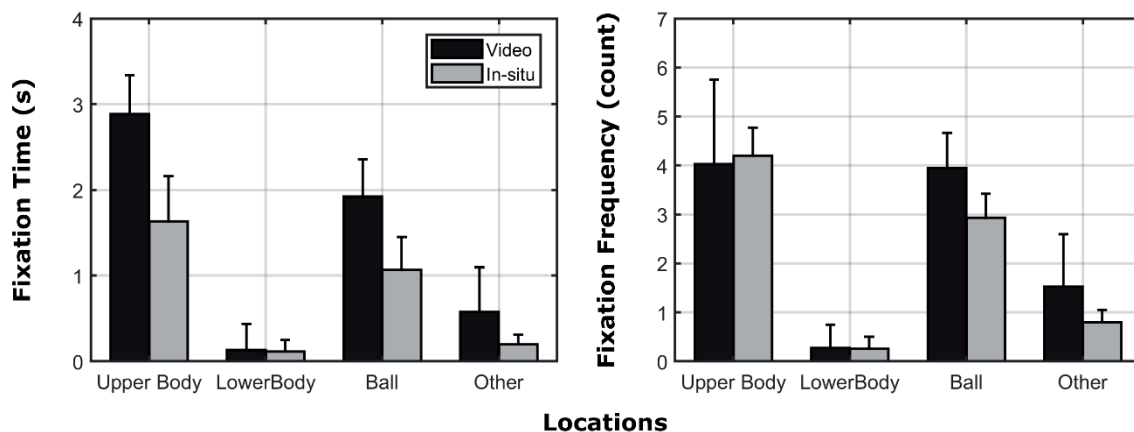 Fixation Time (s)
4
3
2
1
0
Video
In-situ
Upper Body LowerBody Ball Other
Fixation Frequency (count)
7
6
5
4
3
2
1
0
Upper Body LowerBody Ball Other
Locations